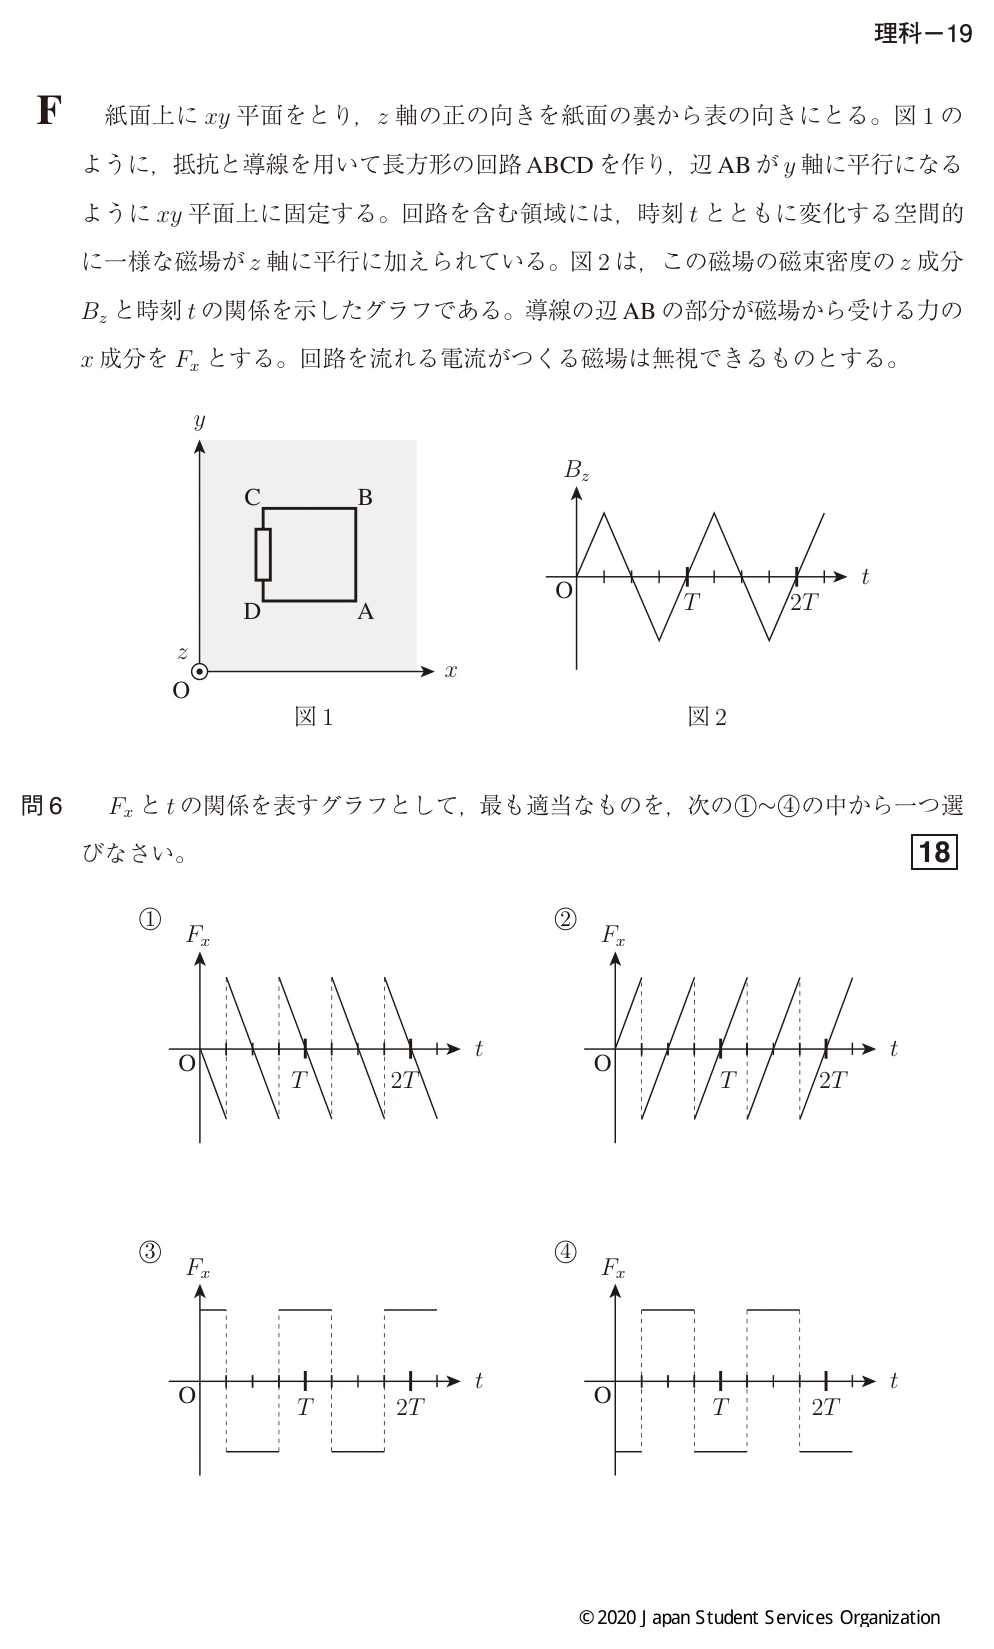 理科－19
F 紙面上に xy 平面をとり，z 軸の正の向きを紙面の裏から表の向きにとる。図 1 の
ように，抵抗と導線を用いて長方形の回路 ABCD を作り，辺 AB が y 軸に平行になる
ように xy 平面上に固定する。回路を含む領域には，時刻 t とともに変化する空間的
に一様な磁場が z 軸に平行に加えられている。図 2 は，この磁場の磁束密度の z 成分
Bz と時刻 t の関係を示したグラフである。導線の辺 AB の部分が磁場から受ける力の
x 成分を Fx とする。回路を流れる電流がつくる磁場は無視できるものとする。
y
C B
D A
z
O
x
図 1
Bz
O
t
T 2T
図 2
問 6 Fx と t の関係を表すグラフとして，最も適当なものを，次の①～④の中から一つ選
びなさい。 18
①
Fx
O
t
T 2T
②
Fx
O
t
T 2T
③
Fx
O
t
T 2T
④
Fx
O
t
T 2T
© 2020 Japan Student Services Organization